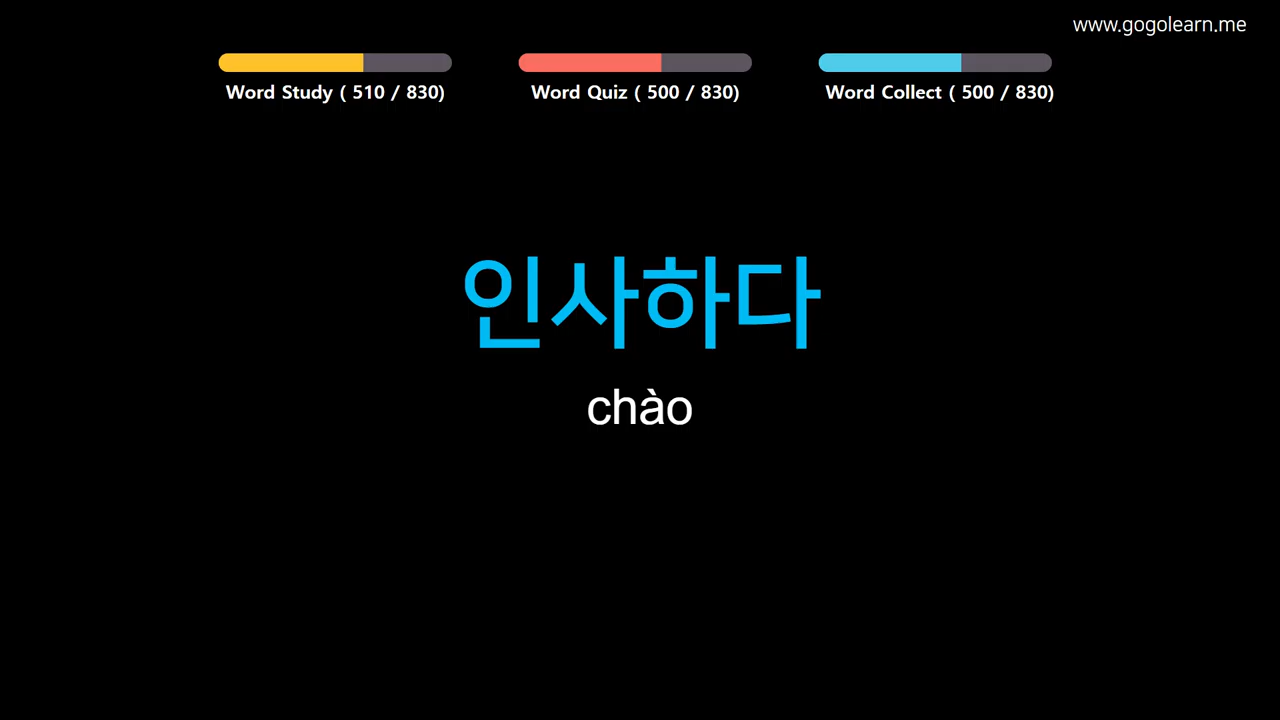 www.gogolearn.me
Word Study ( 510 / 830)
Word Quiz ( 500 / 830)
Word Collect ( 500 / 830)
인사하다
chào